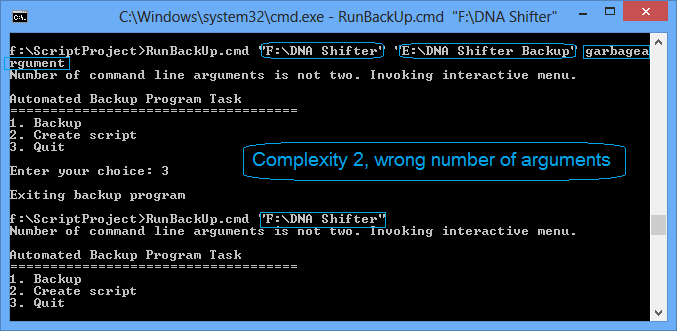 C:\Windows\system32\cmd.exe - RunBackUp.cmd "F:\DNA Shifter"
f:\ScriptProject>RunBackUp.cmd "F:\DNA Shifter" "E:\DNA Shifter Backup" garbagea
rgument
Number of command line arguments is not two. Invoking interactive menu.
Automated Backup Program Task
===================================
1. Backup
2. Create script
3. Quit
Complexity 2, wrong number of arguments
Enter your choice: 3
Exiting backup program
f:\ScriptProject>RunBackUp.cmd "F:\DNA Shifter"
Number of command line arguments is not two. Invoking interactive menu.
Automated Backup Program Task
===================================
1. Backup
2. Create script
3. Quit